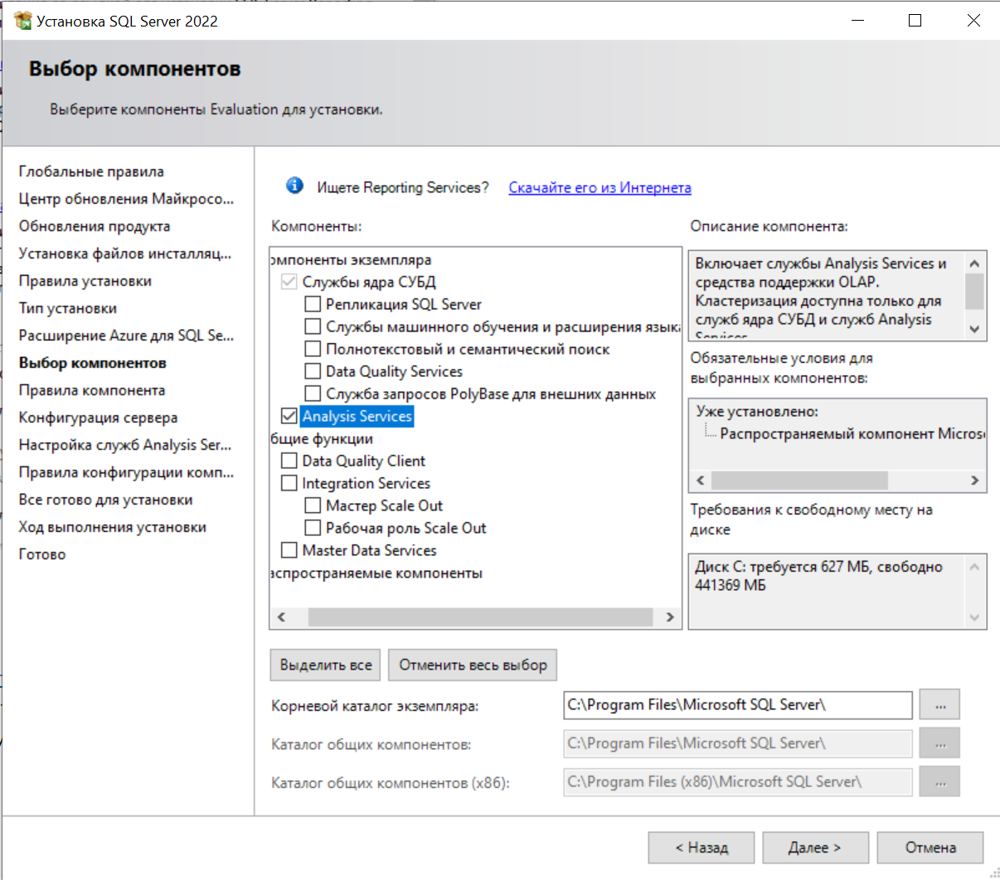 Установка SQL Server 2022
Выбор компонентов
Выберите компоненты Evaluation для установки.
Глобальные правила
Центр обновления Майкросо...
Обновления продукта
Установка файлов инсталляц...
Правила установки
Тип установки
Расширение Azure для SQL Se...
Выбор компонентов
Правила компонента
Конфигурация сервера
Настройка служб Analysis Ser...
Правила конфигурации комп...
Все готово для установки
Ход выполнения установки
Готово
Ищете Reporting Services? Скачайте его из Интернета
Компоненты:
омпоненты экземпляра
Службы ядра СУБД
Репликация SQL Server
Службы машинного обучения и расширения языка
Полнотекстовый и семантический поиск
Data Quality Services
Служба запросов PolyBase для внешних данных
Analysis Services
бщие функции
Data Quality Client
Integration Services
Мастер Scale Out
Рабочая роль Scale Out
Master Data Services
аспространяемые компоненты
Описание компонента:
Включает службы Analysis Services и
средства поддержки OLAP.
Кластеризация доступна только для
служб ядра СУБД и служб Analysis
Services.
Обязательные условия для
выбранных компонентов:
Уже установлено:
Распространяемый компонент Micros
Требования к свободному месту на
диске
Диск C: требуется 627 МБ, свободно
441369 МБ
Выделить все
Отменить весь выбор
Корневой каталог экземпляра: C:\Program Files\Microsoft SQL Server\ ...
Каталог общих компонентов: C:\Program Files\Microsoft SQL Server\ ...
Каталог общих компонентов (x86): C:\Program Files (x86)\Microsoft SQL Server\ ...
< Назад
Далее >
Отмена